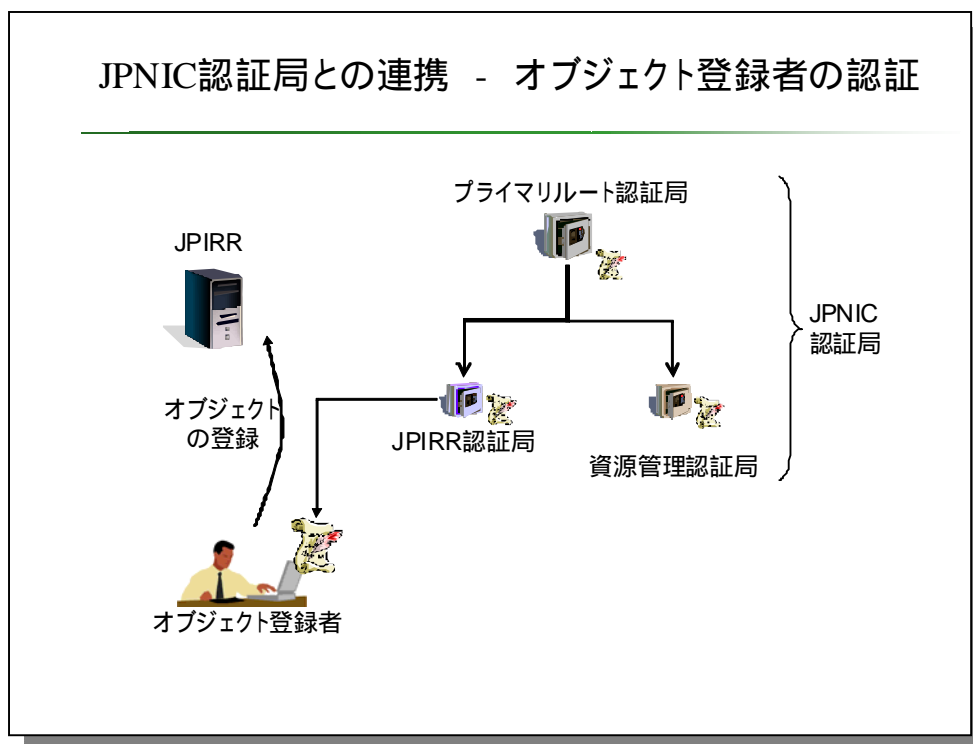 JPNIC認証局との連携 - オブジェクト登録者の認証
プライマリルート認証局
JPIRR
JPNIC
認証局
オブジェクト
の登録
JPIRR認証局
資源管理認証局
オブジェクト登録者